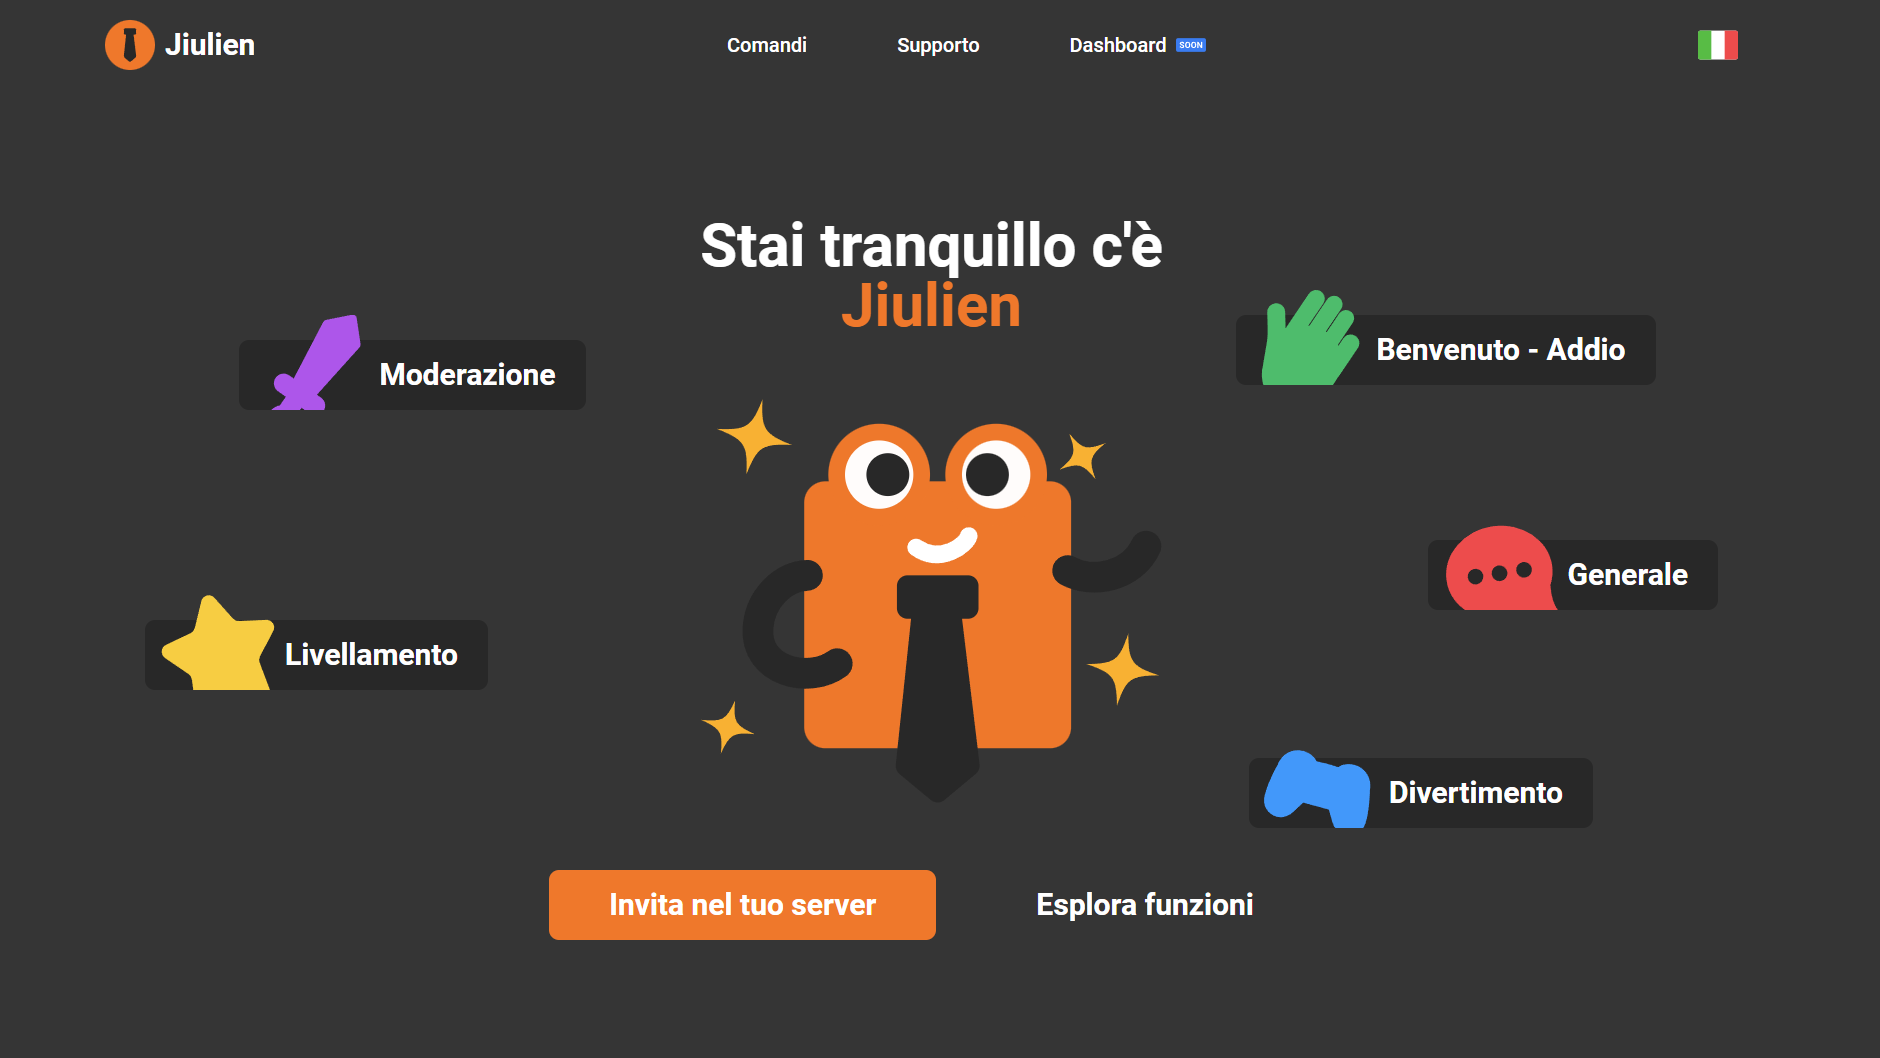 Jiulien
Comandi
Supporto
Dashboard SOON
Stai tranquillo c'è
Jiulien
Moderazione
Benvenuto - Addio
Generale
Livellamento
Divertimento
Invita nel tuo server
Esplora funzioni